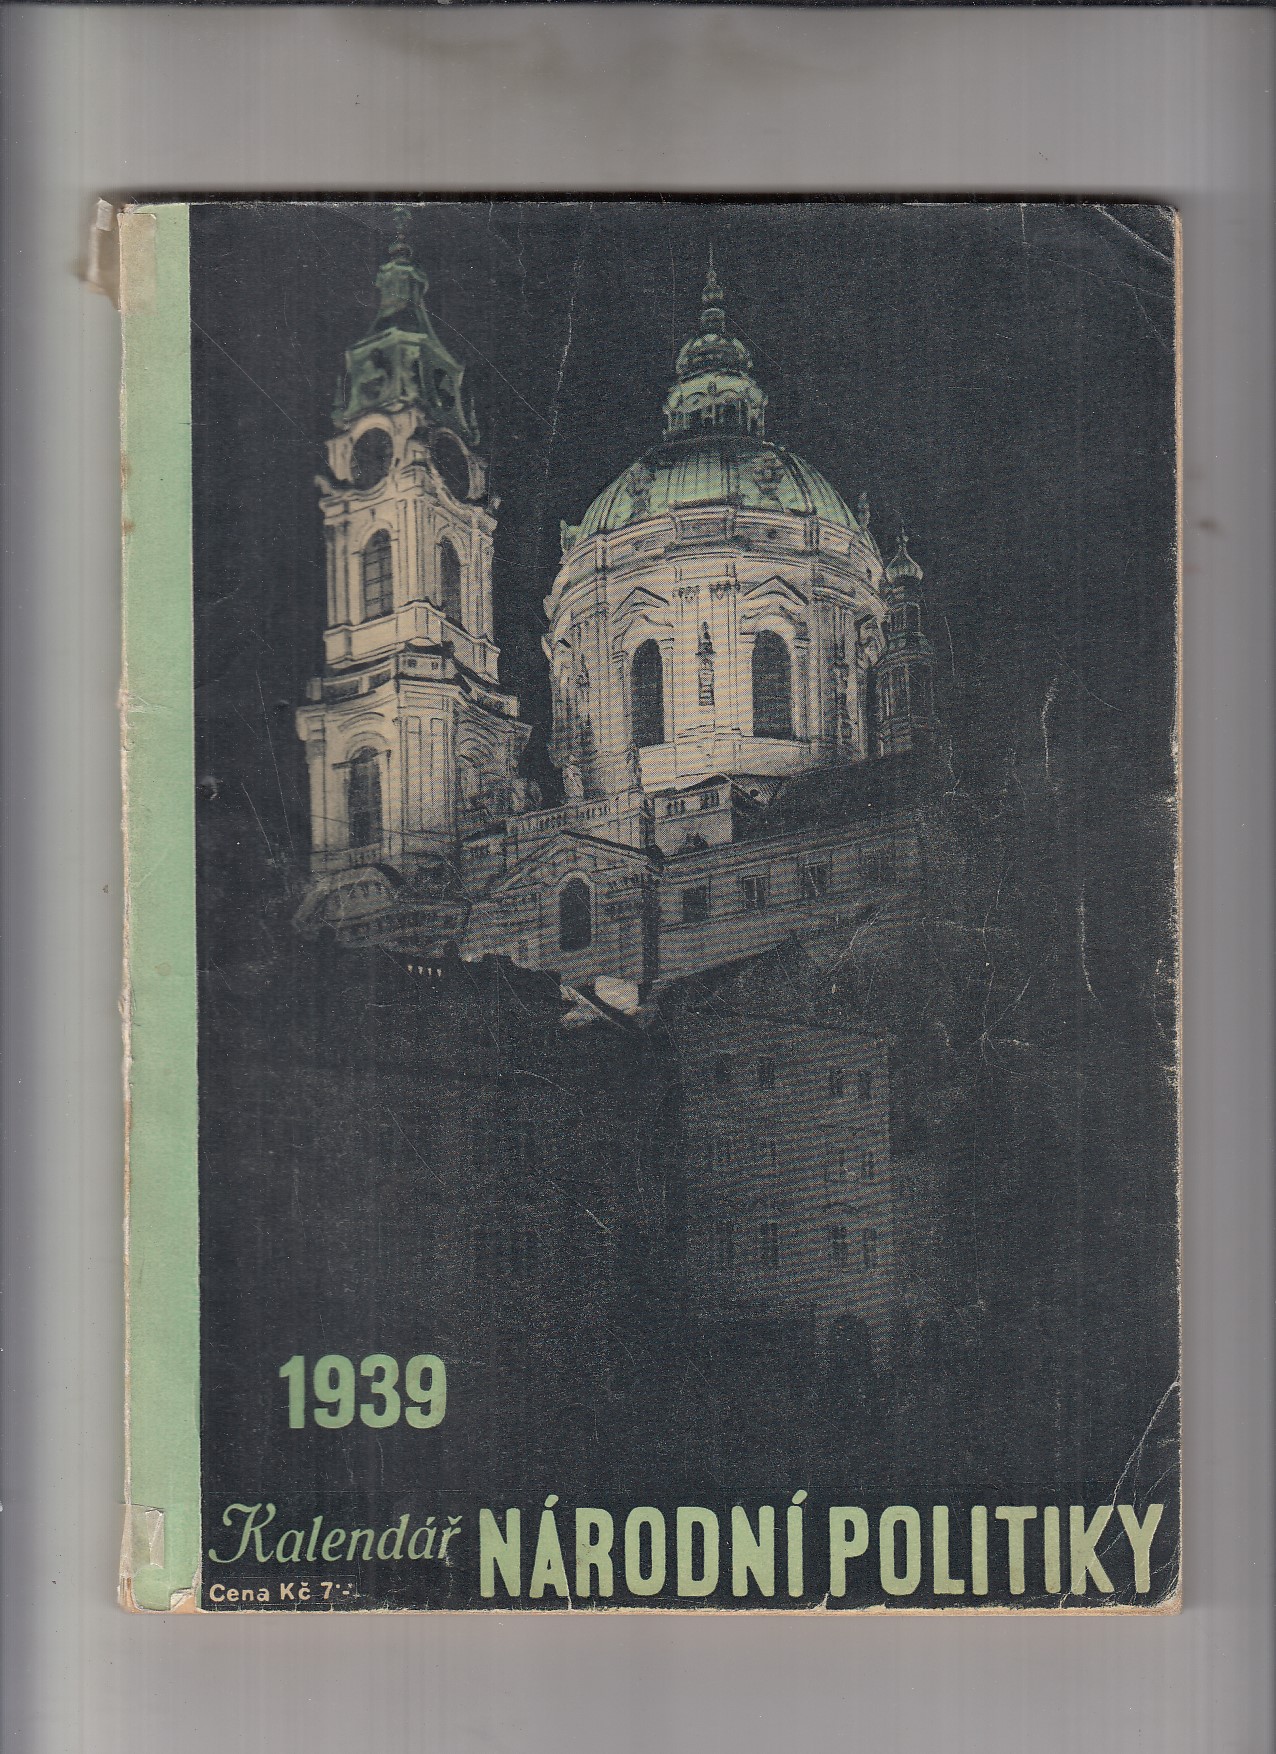 1939
Kalendář NÁRODNÍ POLITIKY
Cena Kč 7·-